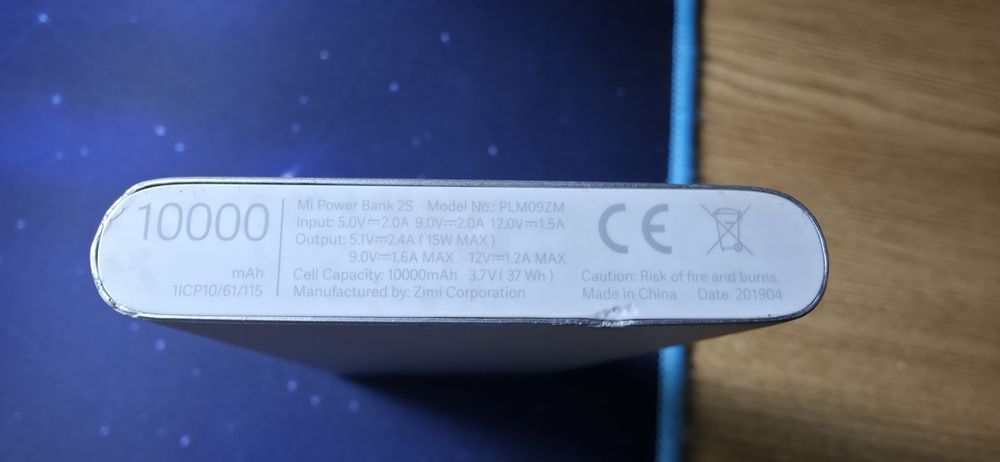 10000
mAh
1ICP10/61/115
Mi Power Bank 2S Model No.: PLM09ZM
Input: 5.0V⎓2.0A 9.0V⎓2.0A 12.0V⎓1.5A
Output: 5.1V⎓2.4A ( 15W MAX )
9.0V⎓1.6A MAX 12V⎓1.2A MAX
Cell Capacity: 10000mAh 3.7V ( 37 Wh )
Manufactured by: Zimi Corporation
CE
Caution: Risk of fire and burns.
Made in China Date: 201904